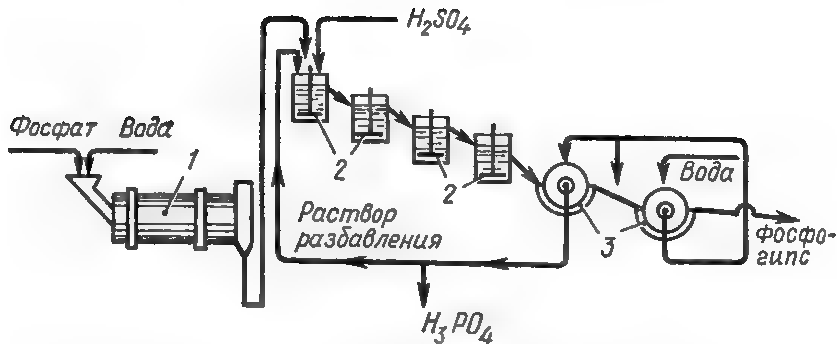 H₂SO₄
Фосфат Вода
1
2
2
Вода
Раствор
разбавления
3
Фосфо-
гипс
H₃PO₄